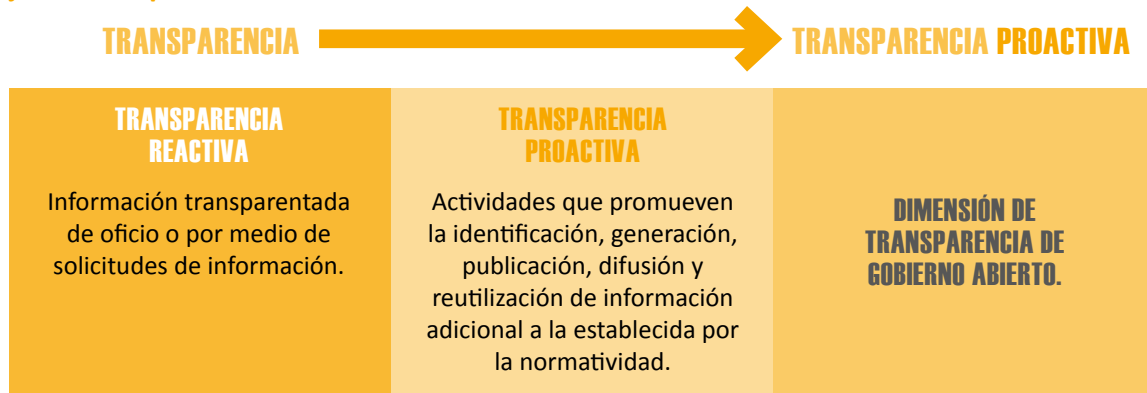 TRANSPARENCIA
TRANSPARENCIA PROACTIVA
TRANSPARENCIA
REACTIVA
Información transparentada
de oficio o por medio de
solicitudes de información.
TRANSPARENCIA
PROACTIVA
Actividades que promueven
la identificación, generación,
publicación, difusión y
reutilización de información
adicional a la establecida por
la normatividad.
DIMENSIÓN DE
TRANSPARENCIA DE
GOBIERNO ABIERTO.